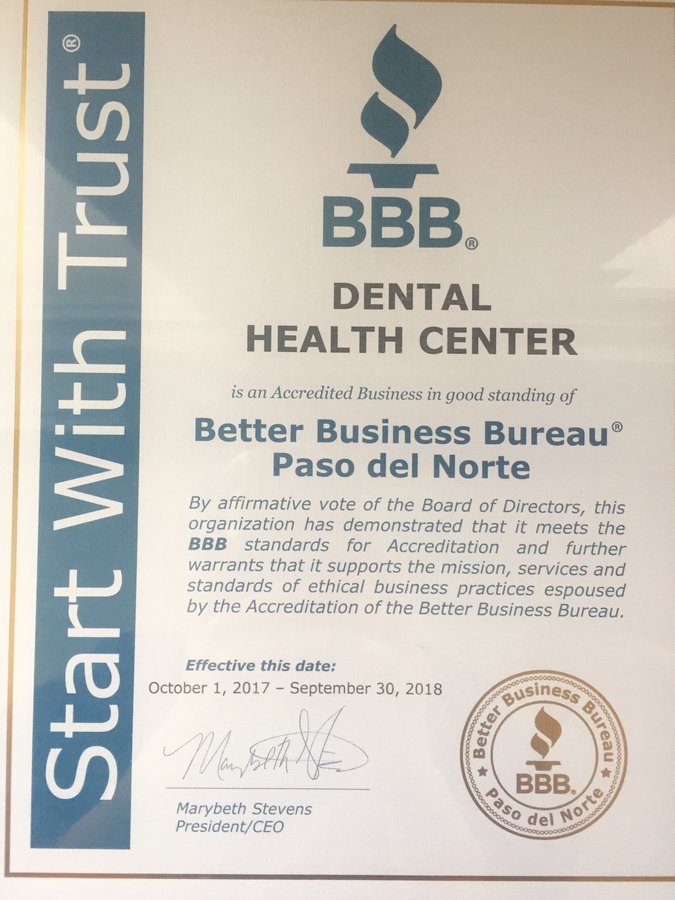 Start With Trust®
BBB®
DENTAL
HEALTH CENTER
is an Accredited Business in good standing of
Better Business Bureau®
Paso del Norte
By affirmative vote of the Board of Directors, this
organization has demonstrated that it meets the
BBB standards for Accreditation and further
warrants that it supports the mission, services and
standards of ethical business practices espoused
by the Accreditation of the Better Business Bureau.
Effective this date:
October 1, 2017 – September 30, 2018
Marybeth Stevens
President/CEO
Better Business Bureau
BBB®
Paso del Norte